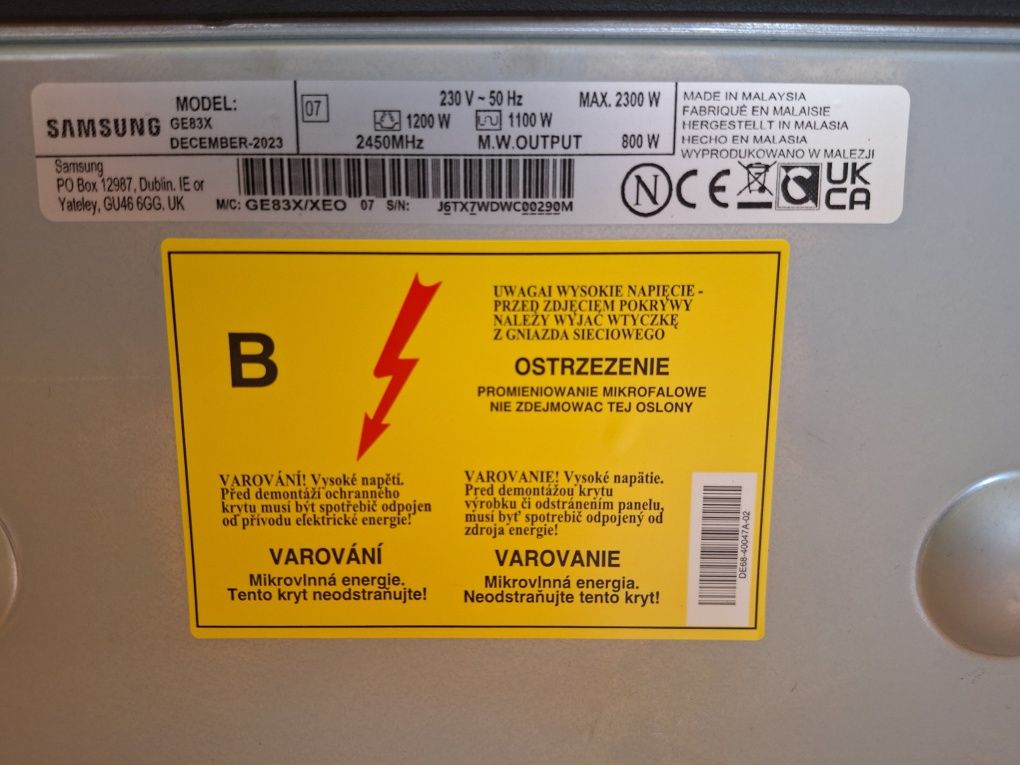 SAMSUNG
MODEL:
GE83X
DECEMBER-2023
07
230 V ~ 50 Hz
MAX. 2300 W
1200 W
1100 W
2450MHz
M.W.OUTPUT
800 W
MADE IN MALAYSIA
FABRIQUÉ EN MALAISIE
HERGESTELLT IN MALASIA
HECHO EN MALASIA
WYPRODUKOWANO W MALEZJI
Samsung
PO Box 12987, Dublin. IE or
Yateley, GU46 6GG. UK
M/C: GE83X/XEO 07 S/N: J6TX7WDWC00290M
N
CE
UK
CA
B
UWAGAI WYSOKIE NAPIĘCIE -
PRZED ZDJĘCIEM POKRYWY
NALEŻY WYJAĆ WTYCZKĘ
Z GNIAZDA SIECIOWEGO
OSTRZEZENIE
PROMIENIOWANIE MIKROFALOWE
NIE ZDEJMOWAC TEJ OSLONY
VAROVÁNÍ! Vysoké napětí.
Před demontáží ochranného
krytu musí být spotřebič odpojen
od přívodu elektrické energie!
VAROVÁNÍ
Mikrovlnná energie.
Tento kryt neodstraňujte!
VAROVANIE! Vysoké napätie.
Pred demontážou krytu
výrobku či odstránením panelu,
musí byť spotrebič odpojený od
zdroja energie!
VAROVANIE
Mikrovlnná energia.
Neodstraňujte tento kryt!
DE68-40047A-02